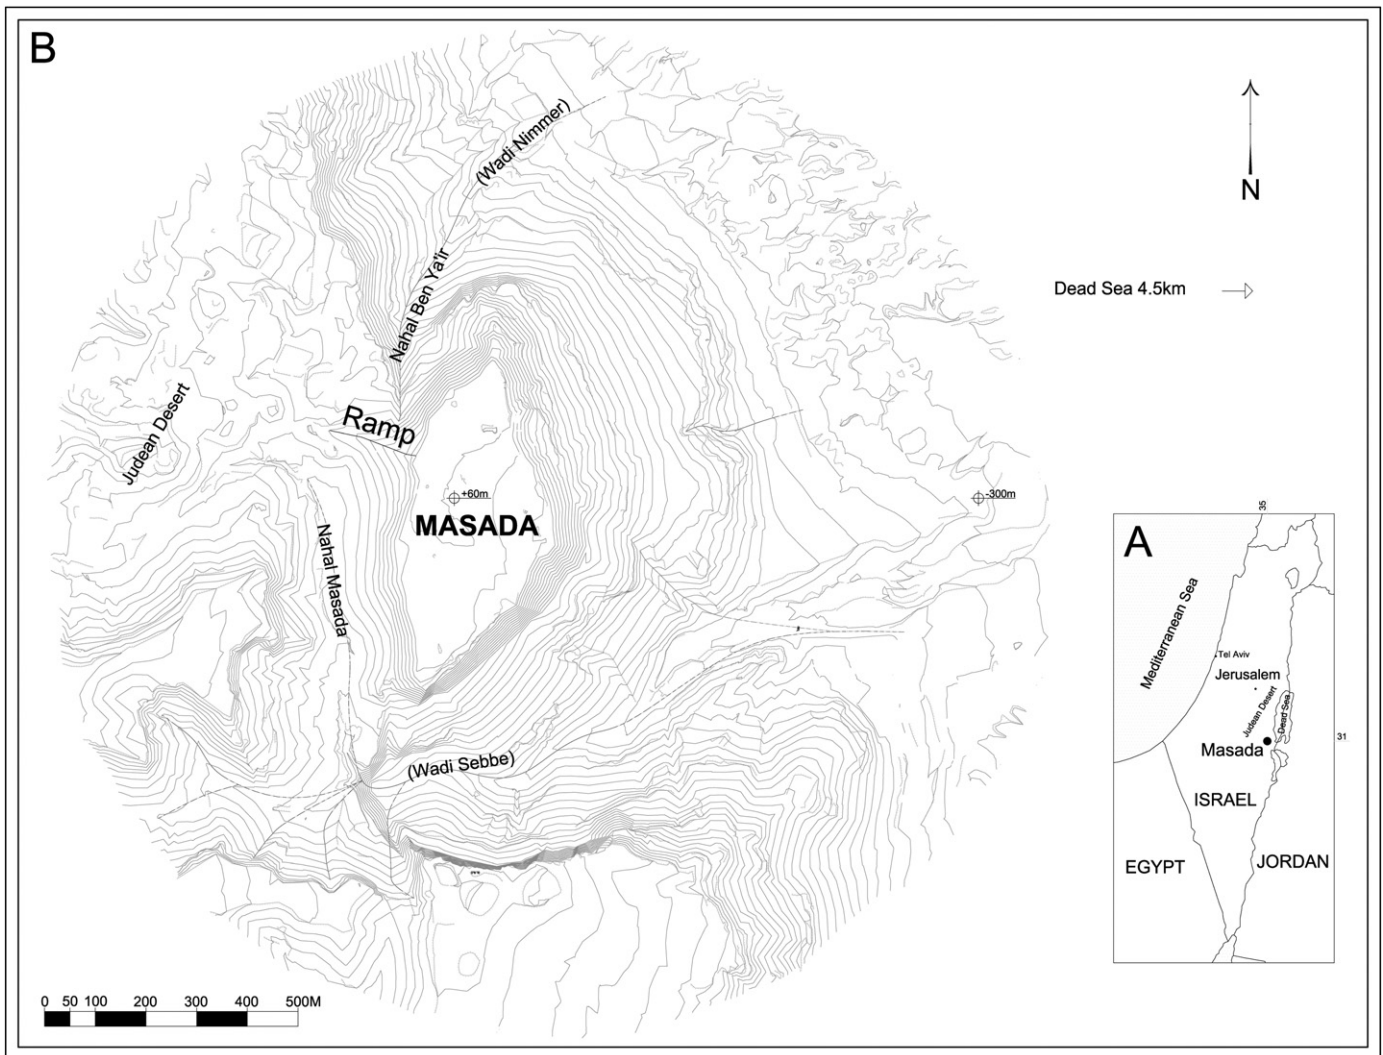 B
(Wadi Nimmer)
N
Nahal Ben Ya'ir
Dead Sea 4.5km
Ramp
Judean Desert
+60m
-300m
MASADA
Nahal Masada
(Wadi Sebbe)
0 50 100 200 300 400 500M
35
A
Mediterranean Sea
Tel Aviv
Jerusalem
Judean Desert
Dead Sea
31
Masada
ISRAEL
EGYPT
JORDAN